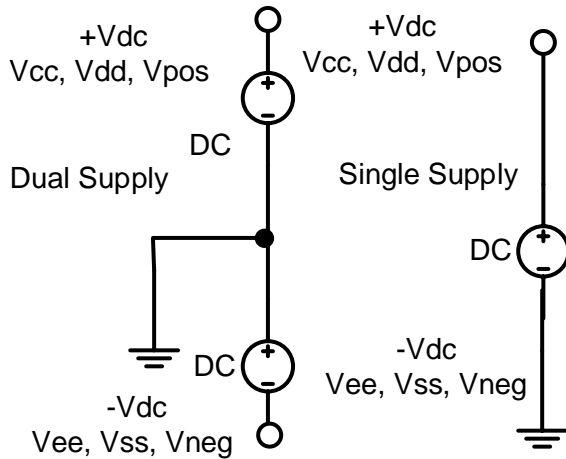 +Vdc
Vcc, Vdd, Vpos
+
-
DC
Dual Supply
+
-
DC
-Vdc
Vee, Vss, Vneg
+Vdc
Vcc, Vdd, Vpos
Single Supply
+
-
DC
-Vdc
Vee, Vss, Vneg